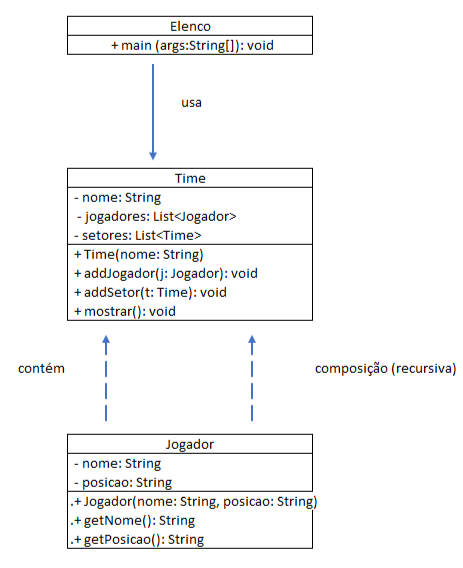 Elenco
+ main (args:String[]): void
usa
Time
- nome: String
- jogadores: List<Jogador>
- setores: List<Time>
+ Time(nome: String)
+ addJogador(j: Jogador): void
+ addSetor(t: Time): void
+ mostrar(): void
contém
composição (recursiva)
Jogador
- nome: String
- posicao: String
.+ Jogador(nome: String, posicao: String)
.+ getNome(): String
.+ getPosicao(): String